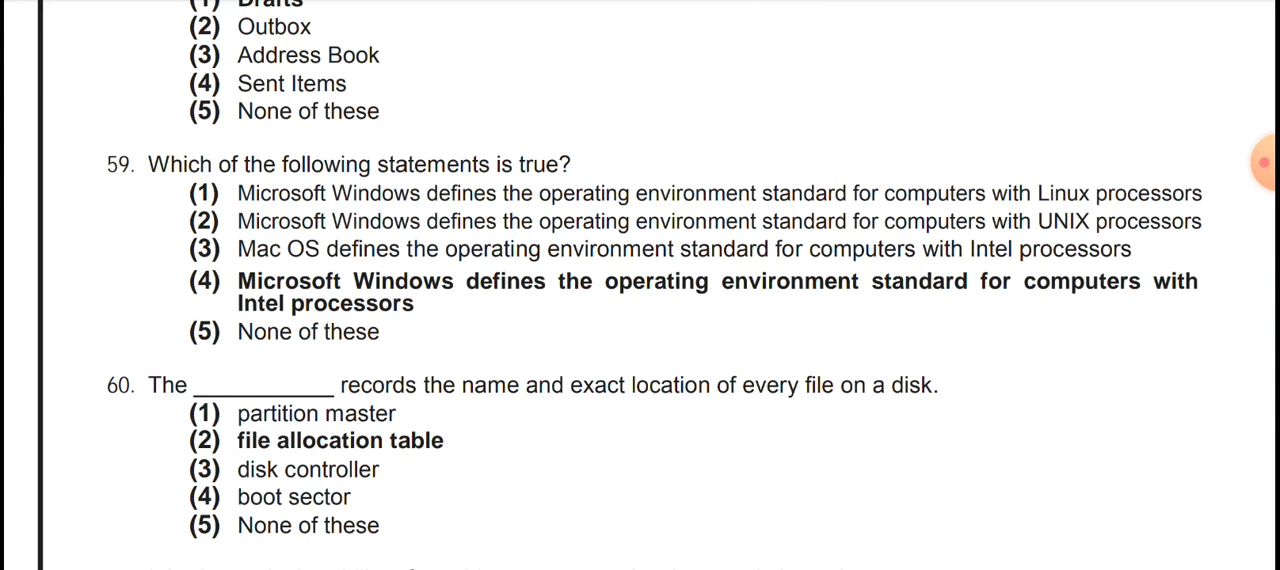 (1) Drafts
(2) Outbox
(3) Address Book
(4) Sent Items
(5) None of these
59. Which of the following statements is true?
(1) Microsoft Windows defines the operating environment standard for computers with Linux processors
(2) Microsoft Windows defines the operating environment standard for computers with UNIX processors
(3) Mac OS defines the operating environment standard for computers with Intel processors
(4) Microsoft Windows defines the operating environment standard for computers with
Intel processors
(5) None of these
60. The ____________ records the name and exact location of every file on a disk.
(1) partition master
(2) file allocation table
(3) disk controller
(4) boot sector
(5) None of these